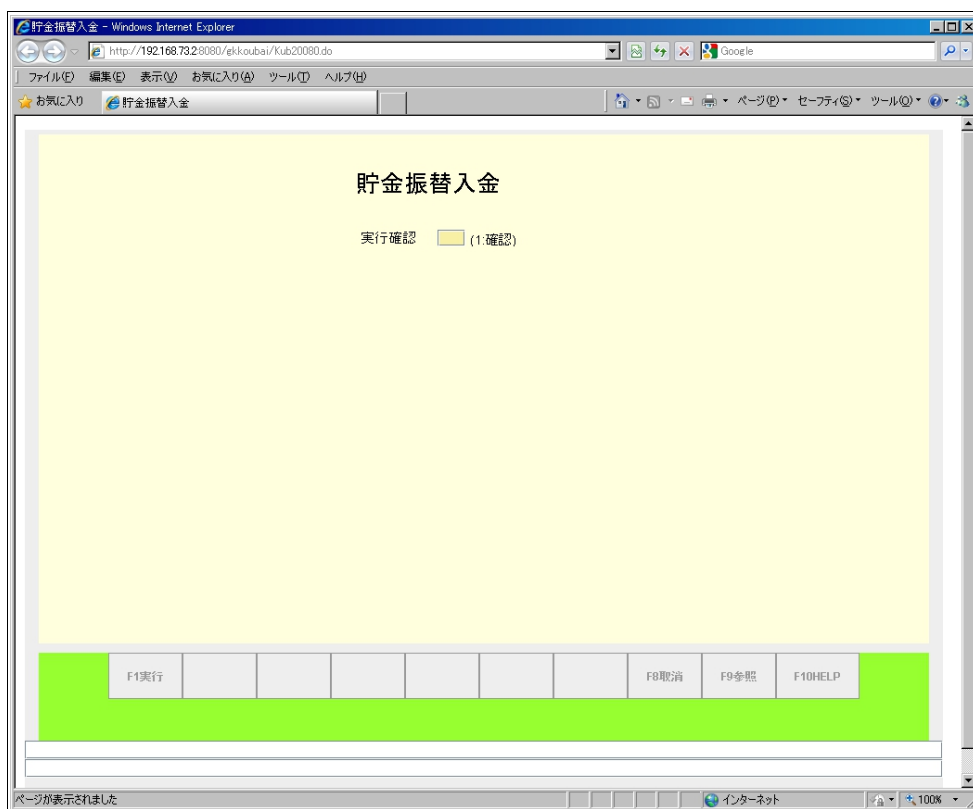 貯金振替入金 - Windows Internet Explorer
http://192.168.73.2:8080/gkkoubai/Kub20080.do
Google
ファイル(F) 編集(E) 表示(V) お気に入り(A) ツール(T) ヘルプ(H)
お気に入り 貯金振替入金 ページ(P) セーフティ(S) ツール(O)
貯金振替入金
実行確認 (1:確認)
F1実行 F8取消 F9参照 F10HELP
ページが表示されました インターネット 100%